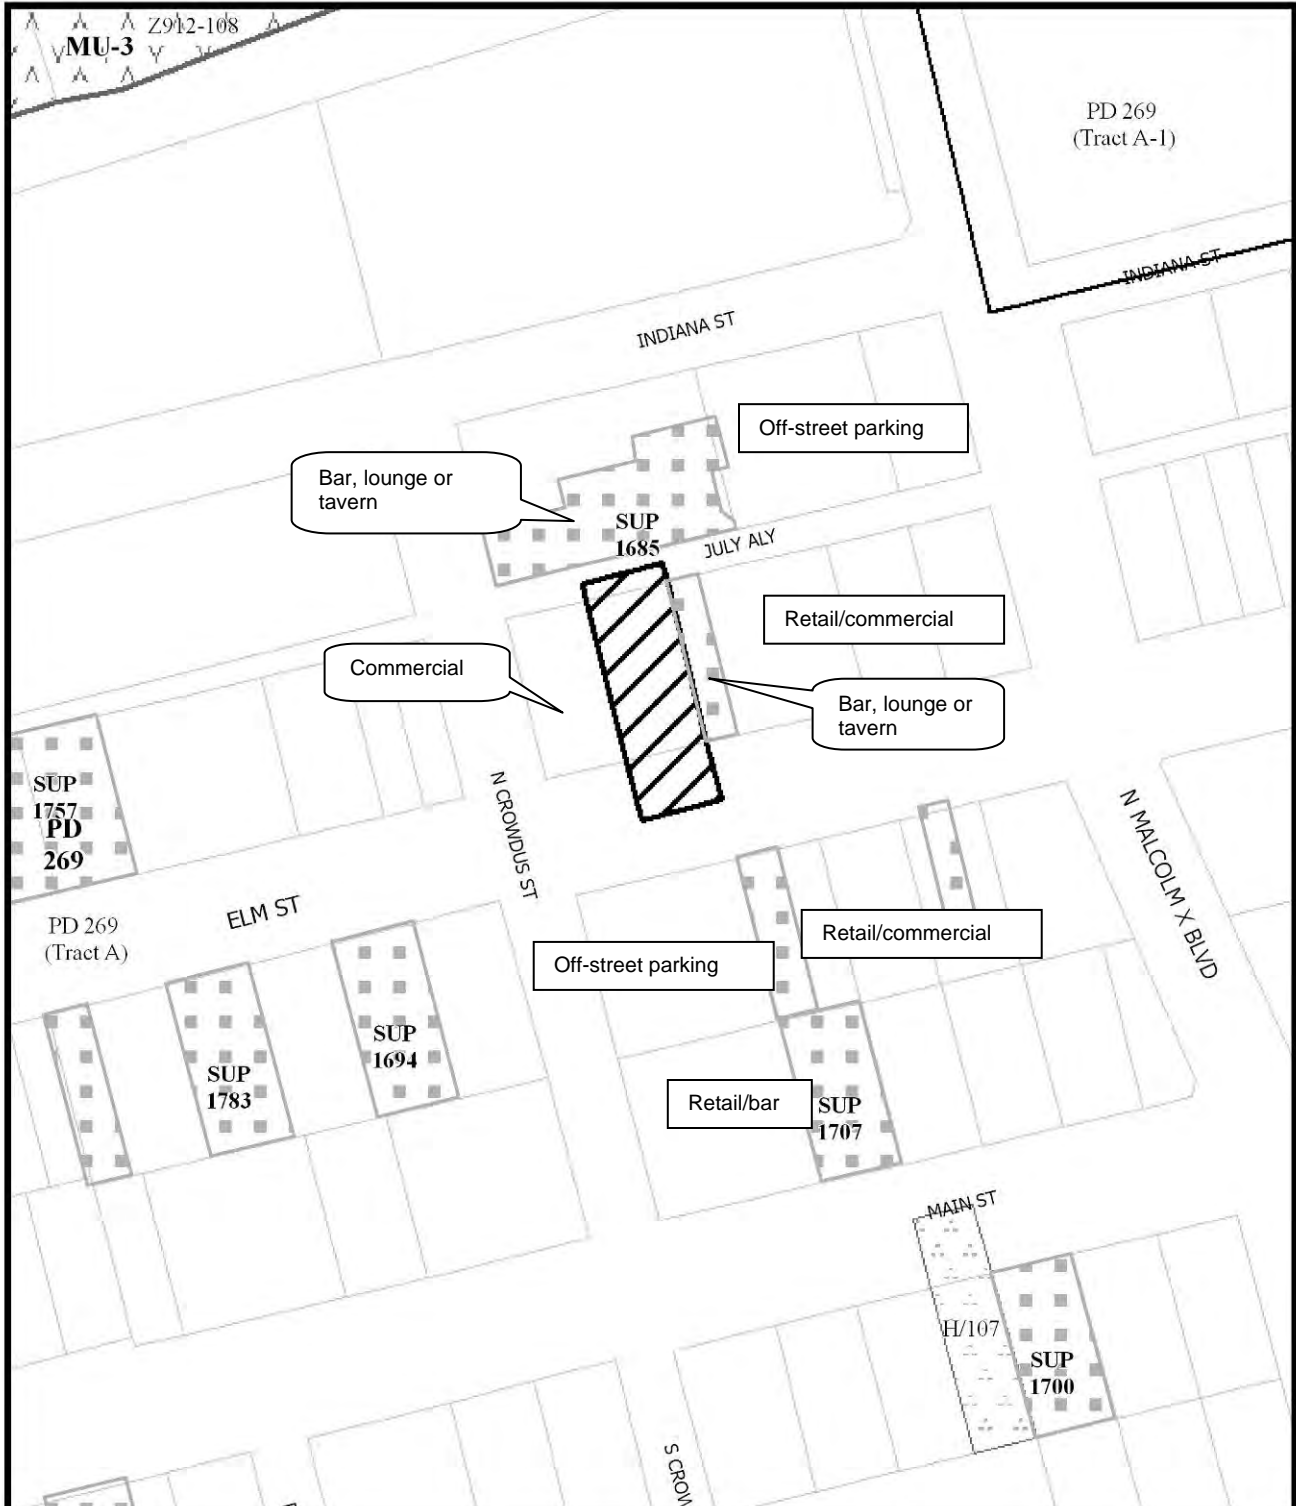 Z912-108
MU-3
PD 269
(Tract A-1)
INDIANA ST
INDIANA ST
Off-street parking
Bar, lounge or
tavern
SUP
1685
JULY ALY
Retail/commercial
Commercial
Bar, lounge or
tavern
SUP
1757
PD
269
N CROWDUS ST
N MALCOLM X BLVD
ELM ST
PD 269
(Tract A)
Retail/commercial
Off-street parking
SUP
1694
SUP
1783
Retail/bar
SUP
1707
MAIN ST
H/107
SUP
1700
S CROW